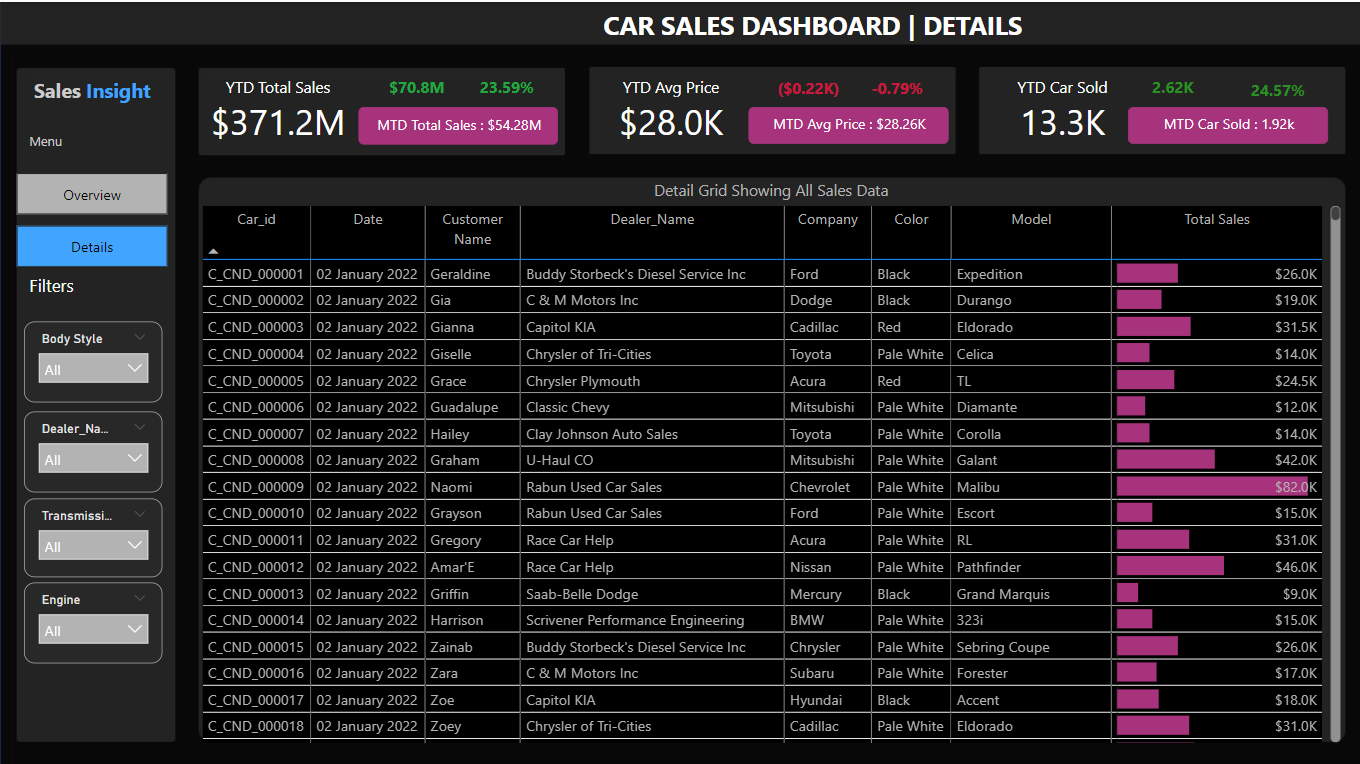 CAR SALES DASHBOARD | DETAILS
Sales Insight
Menu
Overview
Details
Filters
Body Style
All
Dealer_Na...
All
Transmissi...
All
Engine
All
YTD Total Sales $70.8M 23.59%
$371.2M MTD Total Sales : $54.28M
YTD Avg Price ($0.22K) -0.79%
$28.0K MTD Avg Price : $28.26K
YTD Car Sold 2.62K 24.57%
13.3K MTD Car Sold : 1.92k
Detail Grid Showing All Sales Data
Car_id Date Customer Name Dealer_Name Company Color Model Total Sales
C_CND_000001 02 January 2022 Geraldine Buddy Storbeck's Diesel Service Inc Ford Black Expedition $26.0K
C_CND_000002 02 January 2022 Gia C & M Motors Inc Dodge Black Durango $19.0K
C_CND_000003 02 January 2022 Gianna Capitol KIA Cadillac Red Eldorado $31.5K
C_CND_000004 02 January 2022 Giselle Chrysler of Tri-Cities Toyota Pale White Celica $14.0K
C_CND_000005 02 January 2022 Grace Chrysler Plymouth Acura Red TL $24.5K
C_CND_000006 02 January 2022 Guadalupe Classic Chevy Mitsubishi Pale White Diamante $12.0K
C_CND_000007 02 January 2022 Hailey Clay Johnson Auto Sales Toyota Pale White Corolla $14.0K
C_CND_000008 02 January 2022 Graham U-Haul CO Mitsubishi Pale White Galant $42.0K
C_CND_000009 02 January 2022 Naomi Rabun Used Car Sales Chevrolet Pale White Malibu $82.0K
C_CND_000010 02 January 2022 Grayson Rabun Used Car Sales Ford Pale White Escort $15.0K
C_CND_000011 02 January 2022 Gregory Race Car Help Acura Pale White RL $31.0K
C_CND_000012 02 January 2022 Amar'E Race Car Help Nissan Pale White Pathfinder $46.0K
C_CND_000013 02 January 2022 Griffin Saab-Belle Dodge Mercury Black Grand Marquis $9.0K
C_CND_000014 02 January 2022 Harrison Scrivener Performance Engineering BMW Pale White 323i $15.0K
C_CND_000015 02 January 2022 Zainab Buddy Storbeck's Diesel Service Inc Chrysler Pale White Sebring Coupe $26.0K
C_CND_000016 02 January 2022 Zara C & M Motors Inc Subaru Pale White Forester $17.0K
C_CND_000017 02 January 2022 Zoe Capitol KIA Hyundai Black Accent $18.0K
C_CND_000018 02 January 2022 Zoey Chrysler of Tri-Cities Cadillac Pale White Eldorado $31.0K